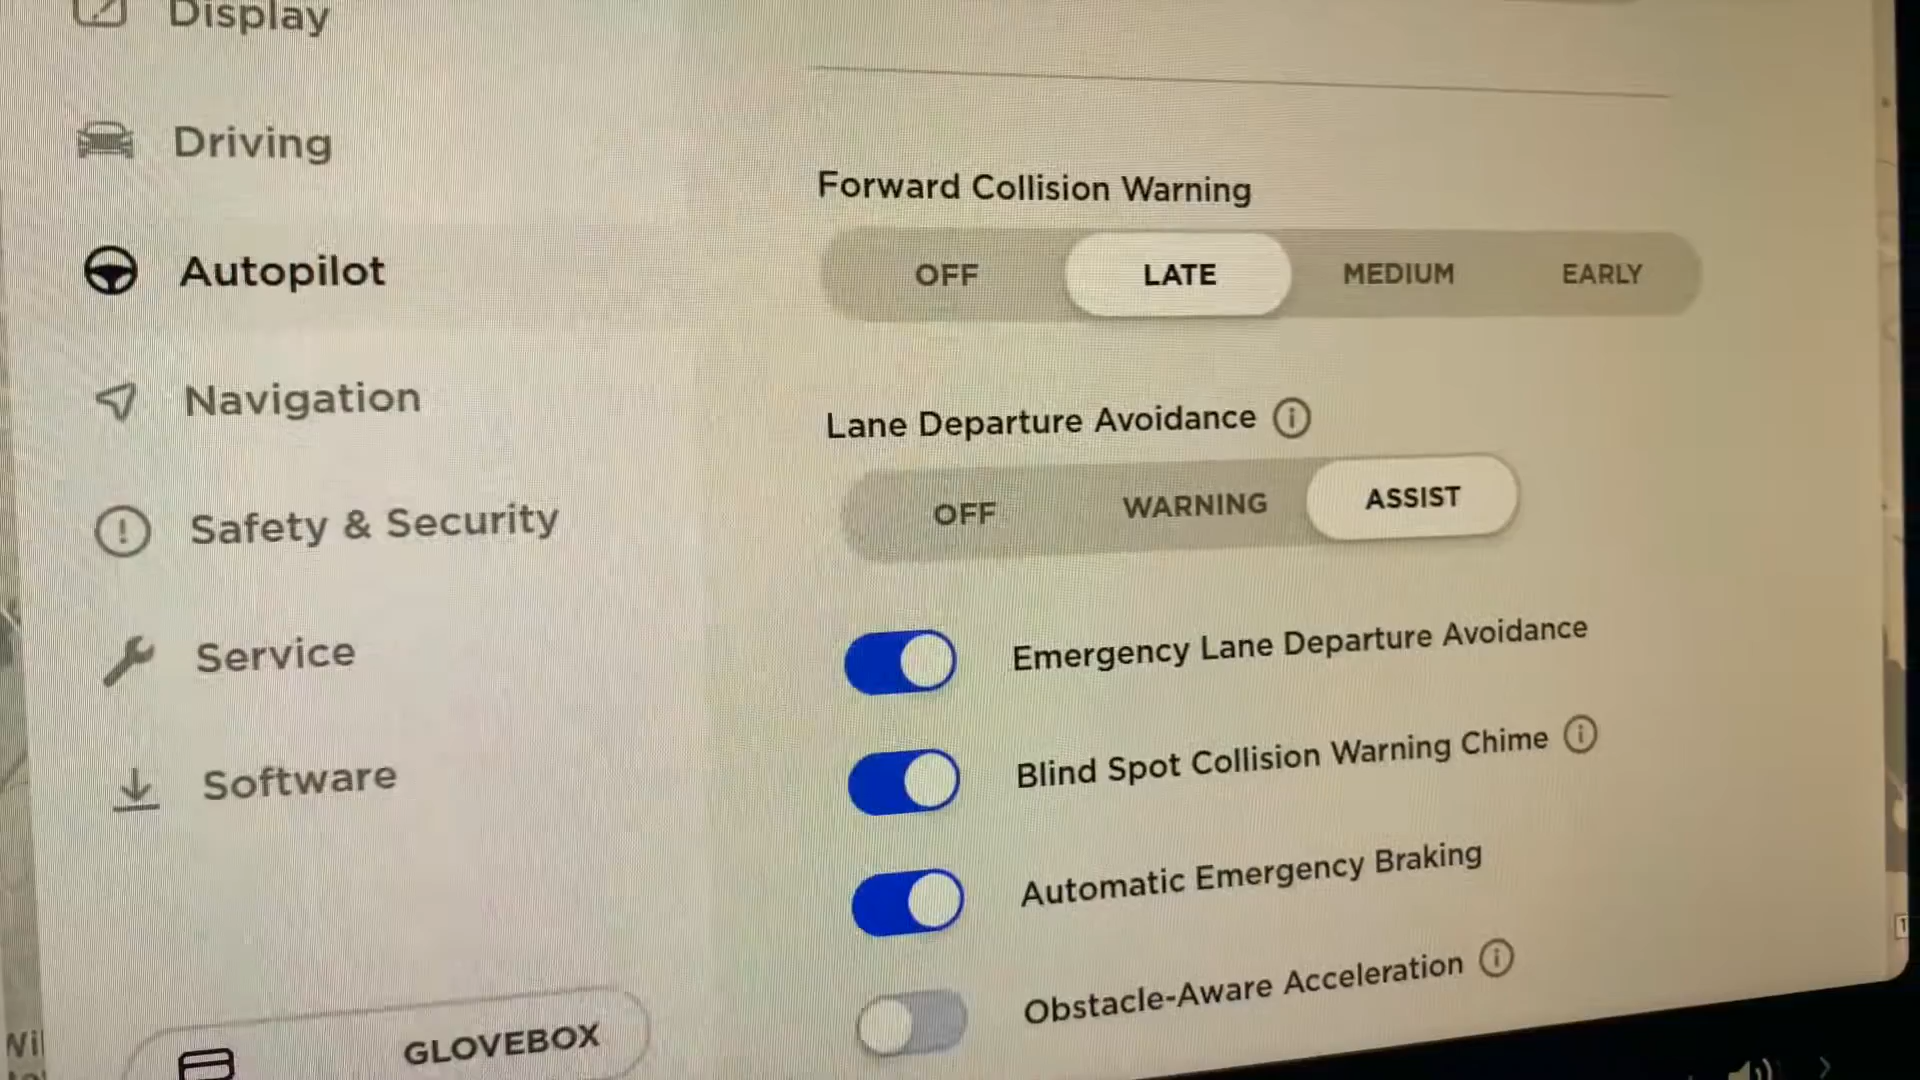 Display
Driving
Autopilot
Navigation
Safety & Security
Service
Software
GLOVEBOX
Forward Collision Warning
OFF LATE MEDIUM EARLY
Lane Departure Avoidance
OFF WARNING ASSIST
Emergency Lane Departure Avoidance
Blind Spot Collision Warning Chime
Automatic Emergency Braking
Obstacle-Aware Acceleration